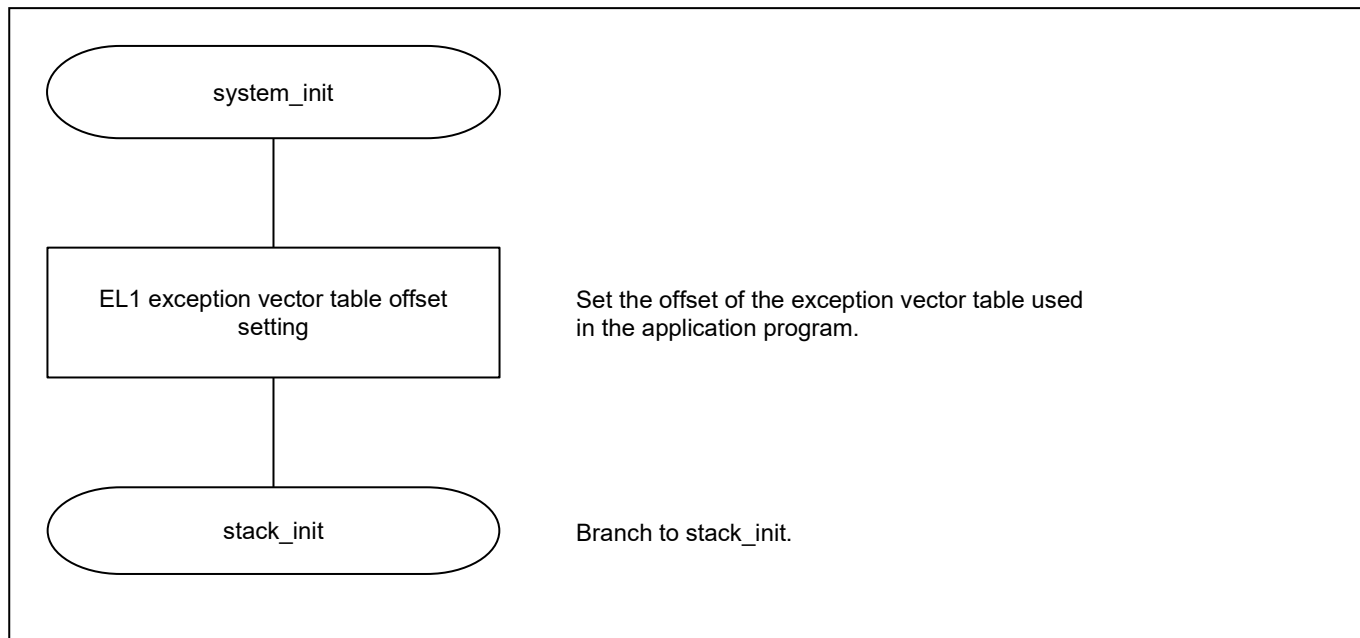 system_init
EL1 exception vector table offset
setting
Set the offset of the exception vector table used
in the application program.
stack_init
Branch to stack_init.